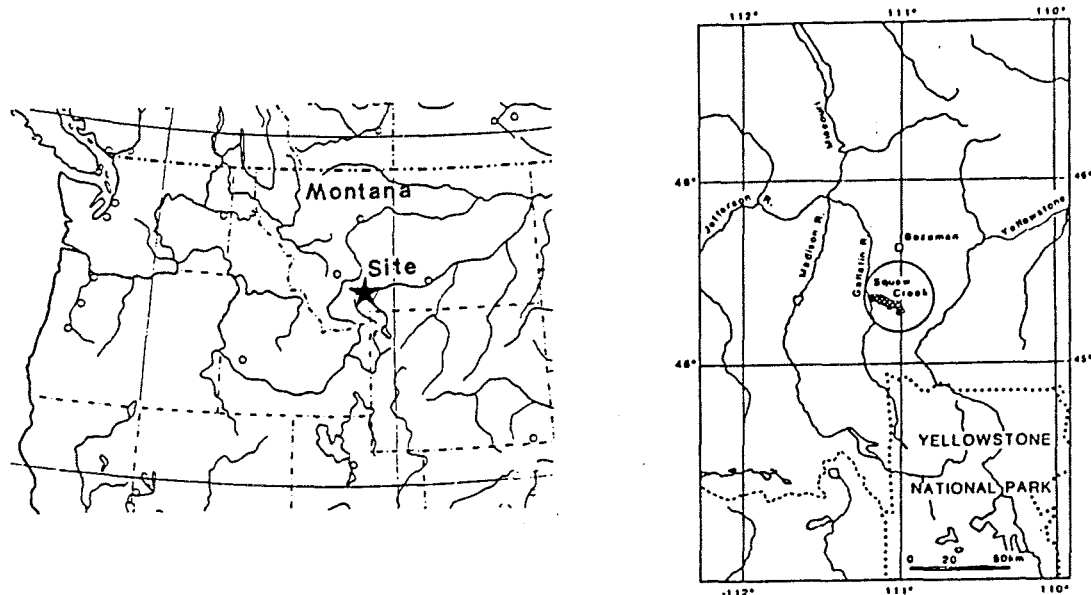 Montana
Site
112°
111°
110°
Missouri
46°
46°
Jefferson
R.
Madison R.
Gallatin R.
Yellowstone
Bozeman
Squaw
Creek
45°
45°
YELLOWSTONE
NATIONAL PARK
0 20
112°
111°
110°